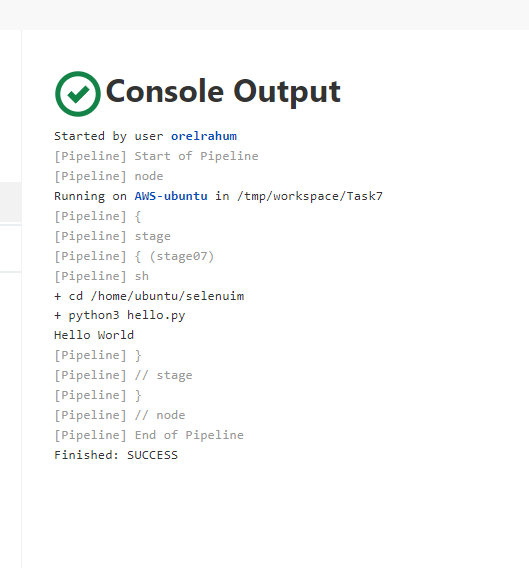 Console Output
Started by user orelrahum
[Pipeline] Start of Pipeline
[Pipeline] node
Running on AWS-ubuntu in /tmp/workspace/Task7
[Pipeline] {
[Pipeline] stage
[Pipeline] { (stage07)
[Pipeline] sh
+ cd /home/ubuntu/selenuim
+ python3 hello.py
Hello World
[Pipeline] }
[Pipeline] // stage
[Pipeline] }
[Pipeline] // node
[Pipeline] End of Pipeline
Finished: SUCCESS